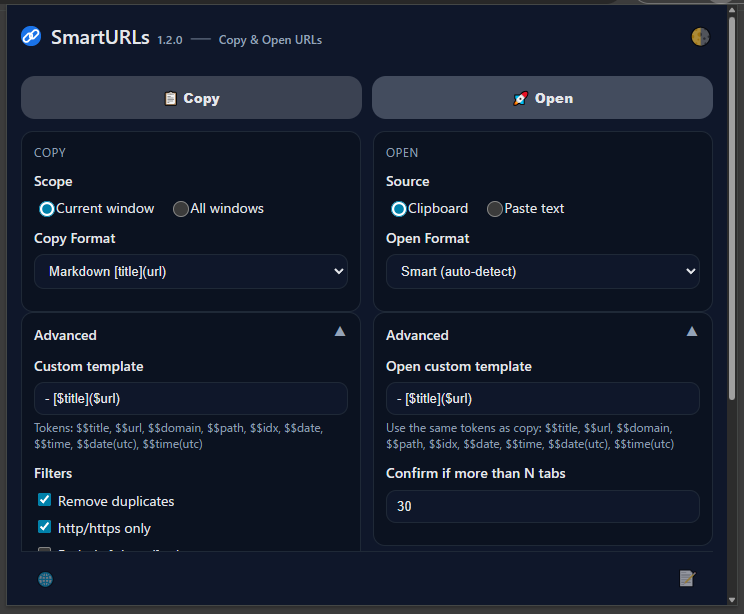 SmartURLs 1.2.0 — Copy & Open URLs
Copy
Open
COPY
Scope
Current window All windows
Copy Format
Markdown [title](url)
Advanced
Custom template
- [$title]($url)
Tokens: $$title, $$url, $$domain, $$path, $$idx, $$date,
$$time, $$date(utc), $$time(utc)
Filters
Remove duplicates
http/https only
OPEN
Source
Clipboard Paste text
Open Format
Smart (auto-detect)
Advanced
Open custom template
- [$title]($url)
Use the same tokens as copy: $$title, $$url, $$domain,
$$path, $$idx, $$date, $$time, $$date(utc), $$time(utc)
Confirm if more than N tabs
30